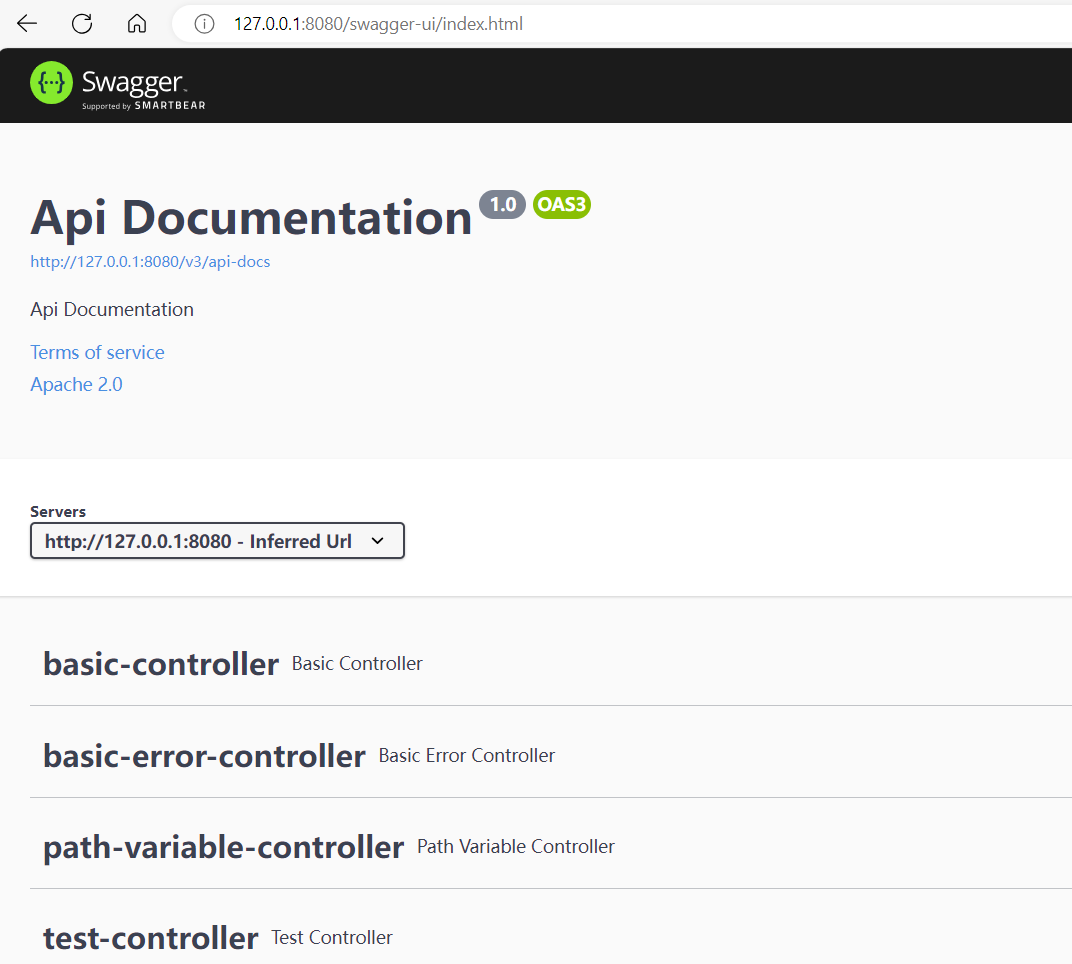 127.0.0.1:8080/swagger-ui/index.html
{···} Swagger™
Supported by SMARTBEAR
Api Documentation 1.0 OAS3
http://127.0.0.1:8080/v3/api-docs
Api Documentation
Terms of service
Apache 2.0
Servers
http://127.0.0.1:8080 - Inferred Url
basic-controller Basic Controller
basic-error-controller Basic Error Controller
path-variable-controller Path Variable Controller
test-controller Test Controller